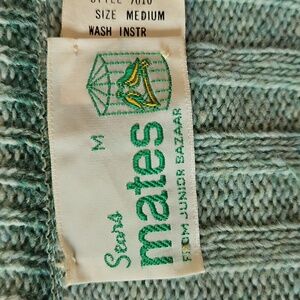 STYLE 7010
SIZE MEDIUM
WASH INSTR
M
Sears
mates
FROM JUNIOR BAZAAR